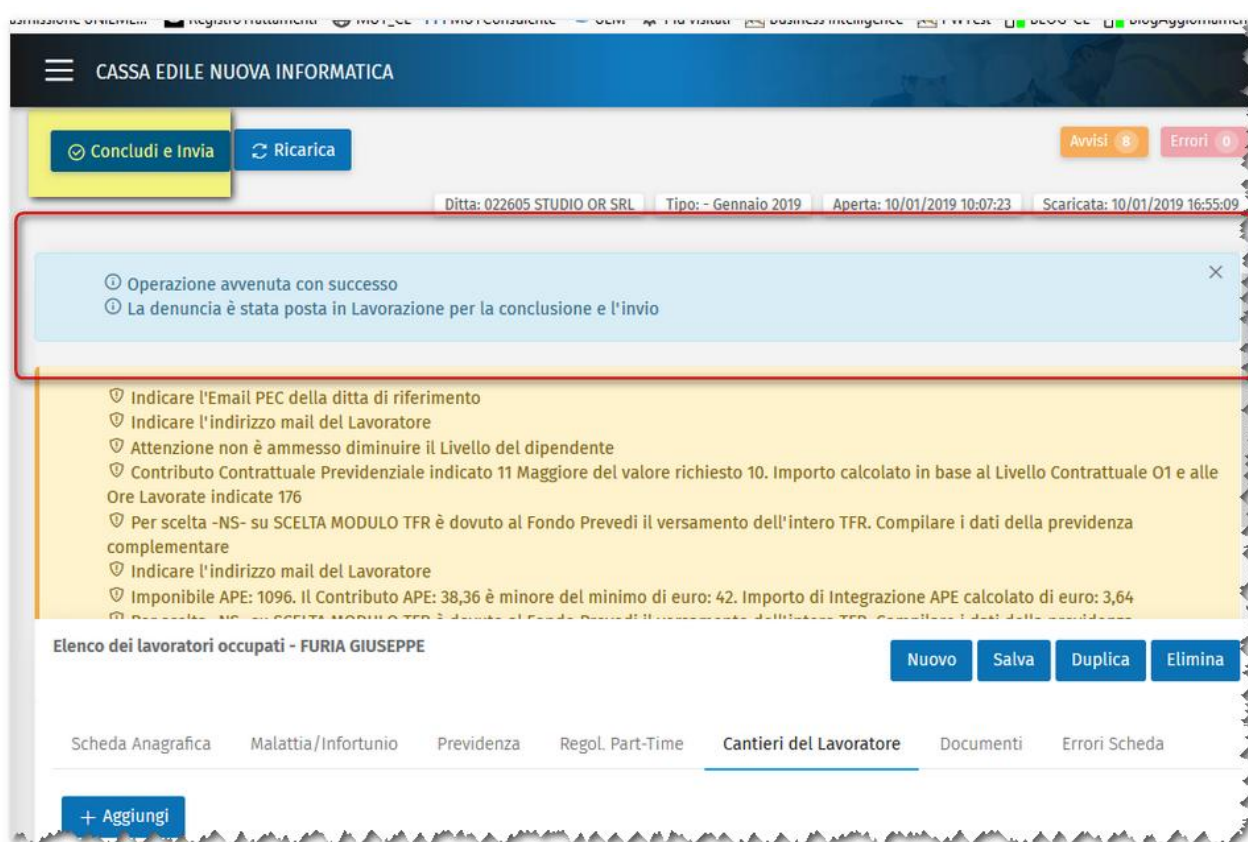 CASSA EDILE NUOVA INFORMATICA
Concludi e Invia
Ricarica
Avvisi 8
Errori 0
Ditta: 022605 STUDIO OR SRL
Tipo: - Gennaio 2019
Aperta: 10/01/2019 10:07:23
Scaricata: 10/01/2019 16:55:09
Operazione avvenuta con successo
La denuncia è stata posta in Lavorazione per la conclusione e l'invio
Indicare l'Email PEC della ditta di riferimento
Indicare l'indirizzo mail del Lavoratore
Attenzione non è ammesso diminuire il Livello del dipendente
Contributo Contrattuale Previdenziale indicato 11 Maggiore del valore richiesto 10. Importo calcolato in base al Livello Contrattuale O1 e alle
Ore Lavorate indicate 176
Per scelta -NS- su SCELTA MODULO TFR è dovuto al Fondo Prevedi il versamento dell'intero TFR. Compilare i dati della previdenza
complementare
Indicare l'indirizzo mail del Lavoratore
Imponibile APE: 1096. Il Contributo APE: 38,36 è minore del minimo di euro: 42. Importo di Integrazione APE calcolato di euro: 3,64
Elenco dei lavoratori occupati - FURIA GIUSEPPE
Nuovo
Salva
Duplica
Elimina
Scheda Anagrafica
Malattia/Infortunio
Previdenza
Regol. Part-Time
Cantieri del Lavoratore
Documenti
Errori Scheda
+ Aggiungi